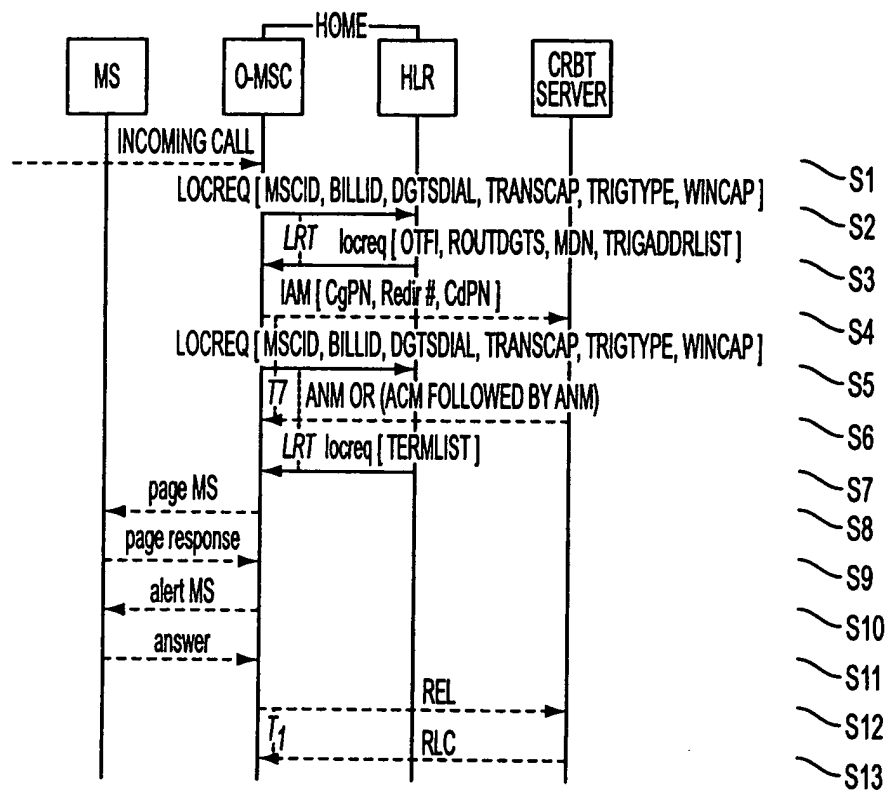 HOME
MS
O-MSC
HLR
CRBT
SERVER
INCOMING CALL
S1
LOCREQ [ MSCID, BILLID, DGTSDIAL, TRANSCAP, TRIGTYPE, WINCAP ]
S2
LRT locreq [ OTFI, ROUTDGTS, MDN, TRIGADDRLIST ]
S3
IAM [ CgPN, Redir #, CdPN ]
S4
LOCREQ [ MSCID, BILLID, DGTSDIAL, TRANSCAP, TRIGTYPE, WINCAP ]
S5
T7 ANM OR (ACM FOLLOWED BY ANM)
S6
LRT locreq [ TERMLIST ]
S7
page MS
S8
page response
S9
alert MS
S10
answer
S11
REL
S12
T1 RLC
S13